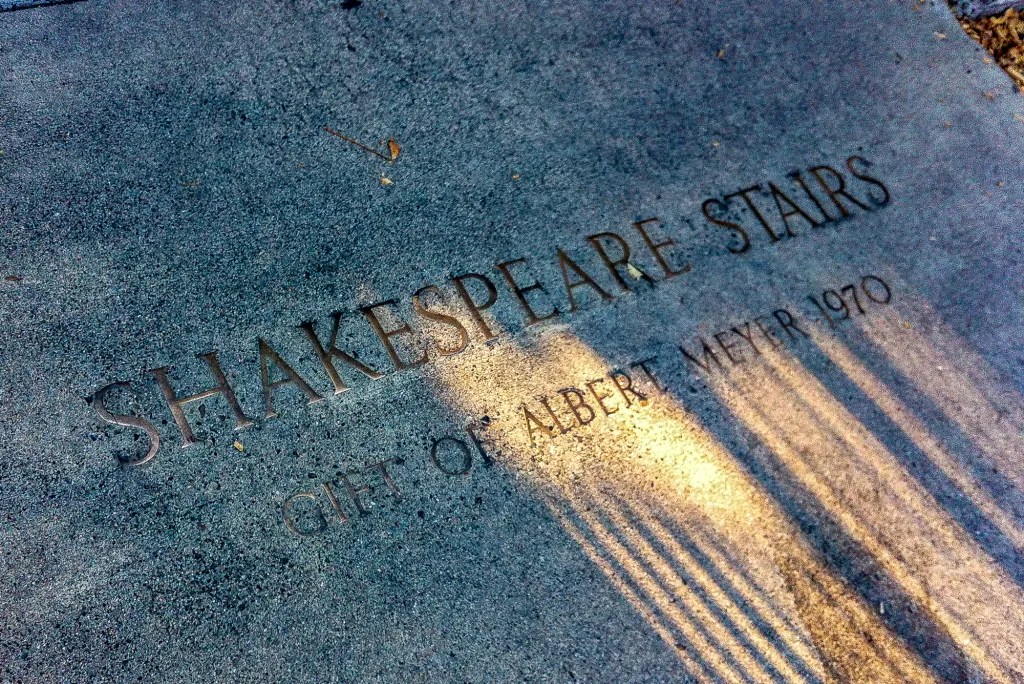 SHAKESPEARE STAIRS
GIFT OF ALBERT MEYER 1970